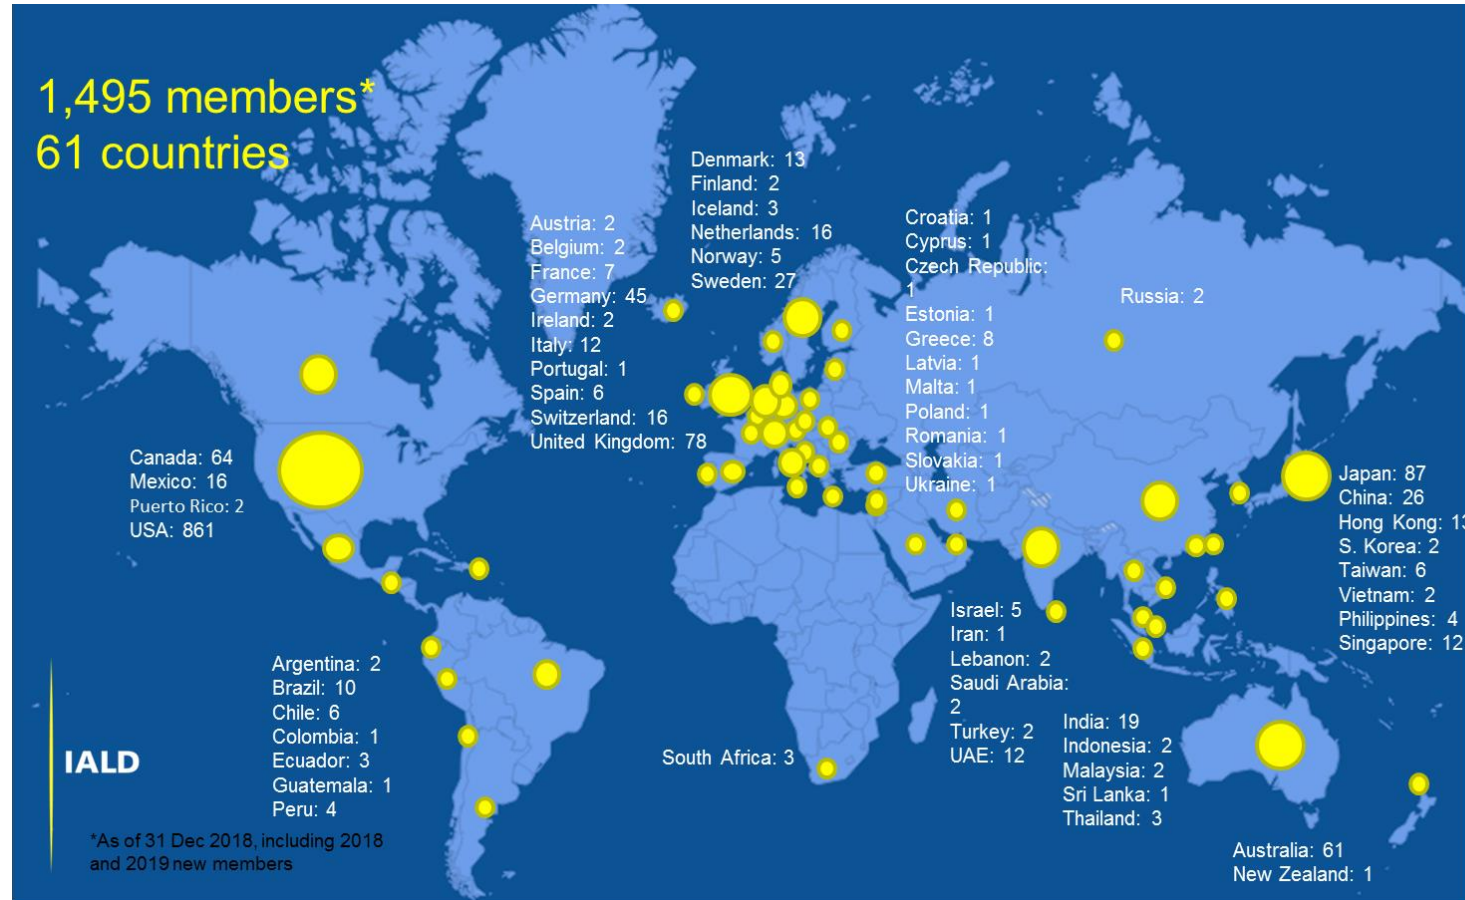 1,495 members*
61 countries
Denmark: 13
Finland: 2
Iceland: 3
Netherlands: 16
Norway: 5
Sweden: 27
Austria: 2
Belgium: 2
France: 7
Germany: 45
Ireland: 2
Italy: 12
Portugal: 1
Spain: 6
Switzerland: 16
United Kingdom: 78
Croatia: 1
Cyprus: 1
Czech Republic:
1
Estonia: 1
Greece: 8
Latvia: 1
Malta: 1
Poland: 1
Romania: 1
Slovakia: 1
Ukraine: 1
Russia: 2
Canada: 64
Mexico: 16
Puerto Rico: 2
USA: 861
Japan: 87
China: 26
Hong Kong: 13
S. Korea: 2
Taiwan: 6
Vietnam: 2
Philippines: 4
Singapore: 12
Argentina: 2
Brazil: 10
Chile: 6
Colombia: 1
Ecuador: 3
Guatemala: 1
Peru: 4
South Africa: 3
Israel: 5
Iran: 1
Lebanon: 2
Saudi Arabia:
2
Turkey: 2
UAE: 12
India: 19
Indonesia: 2
Malaysia: 2
Sri Lanka: 1
Thailand: 3
Australia: 61
New Zealand: 1
IALD
*As of 31 Dec 2018, including 2018
and 2019 new members